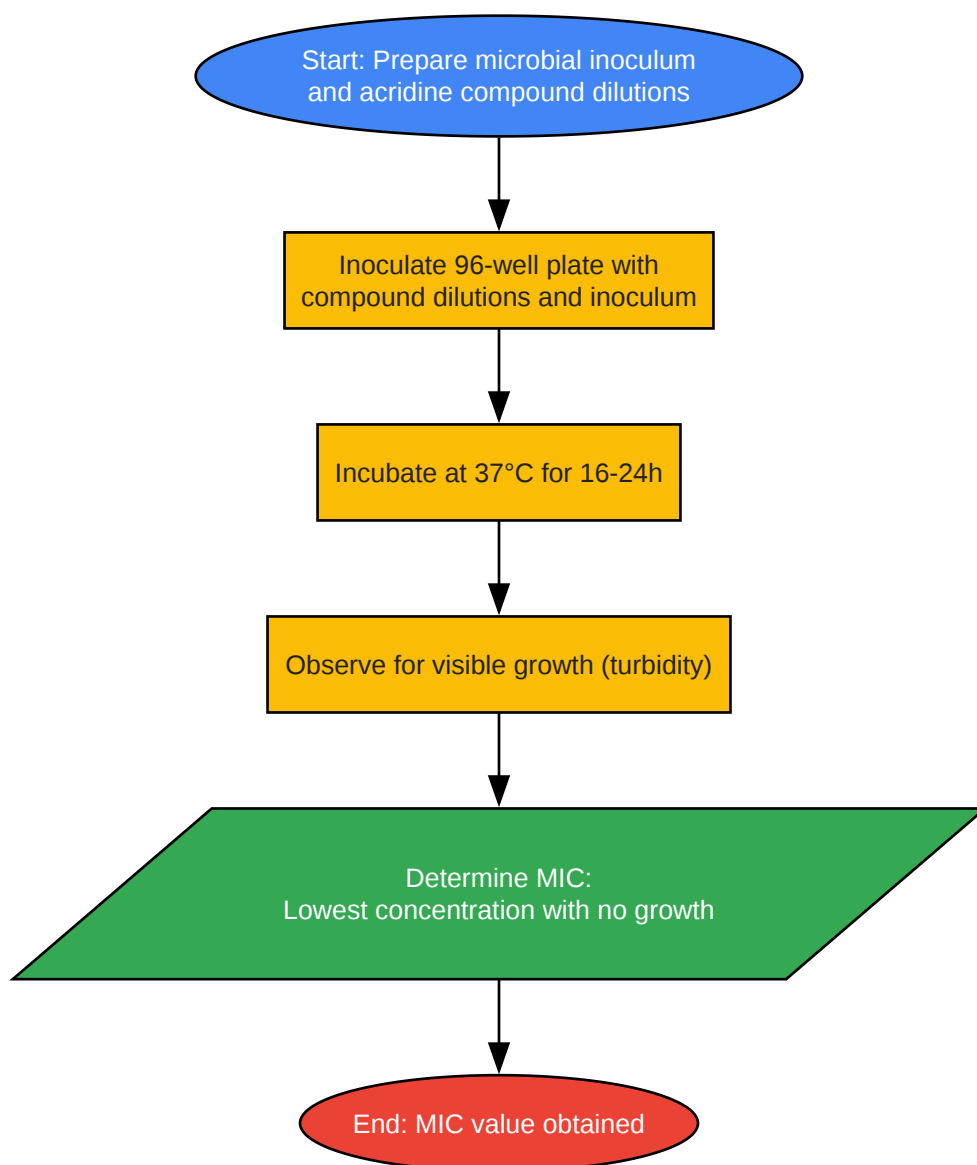 Start: Prepare microbial inoculum
and acridine compound dilutions
Inoculate 96-well plate with
compound dilutions and inoculum
Incubate at 37°C for 16-24h
Observe for visible growth (turbidity)
Determine MIC:
Lowest concentration with no growth
End: MIC value obtained